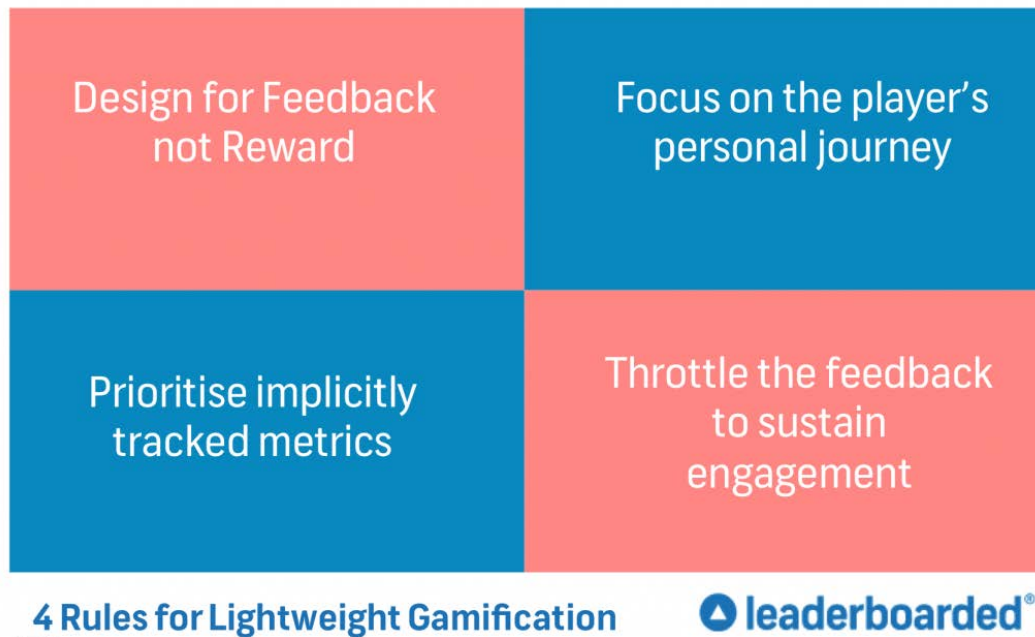 Design for Feedback
not Reward
Focus on the player's
personal journey
Prioritise implicitly
tracked metrics
Throttle the feedback
to sustain
engagement
4 Rules for Lightweight Gamification
leaderboarded®